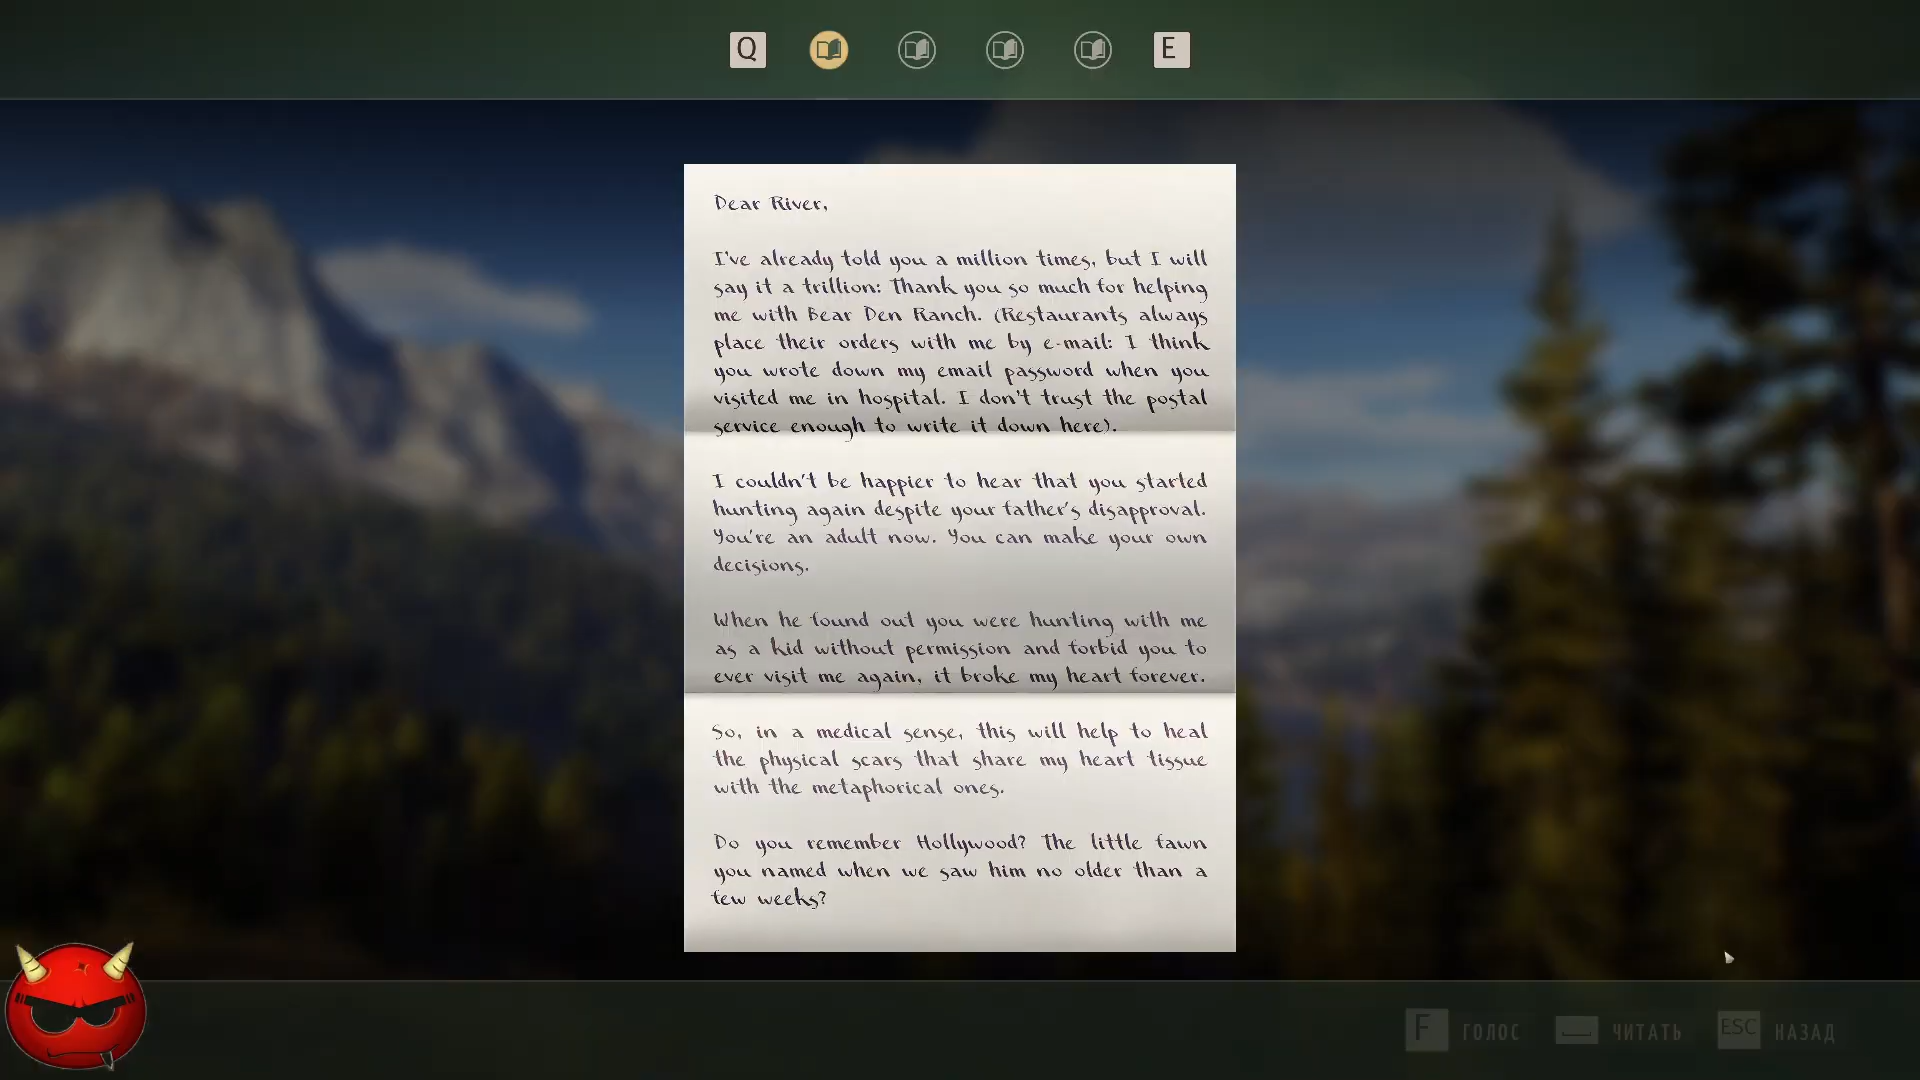 Q
E
Dear River,
I've already told you a million times, but I will
say it a trillion: Thank you so much for helping
me with Bear Den Ranch. (Restaurants always
place their orders with me by e-mail: I think
you wrote down my email password when you
visited me in hospital. I don't trust the postal
service enough to write it down here).
I couldn't be happier to hear that you started
hunting again despite your father's disapproval.
You're an adult now. You can make your own
decisions.
When he found out you were hunting with me
as a kid without permission and forbid you to
ever visit me again, it broke my heart forever.
So, in a medical sense, this will help to heal
the physical scars that share my heart tissue
with the metaphorical ones.
Do you remember Hollywood? The little fawn
you named when we saw him no older than a
few weeks?
F ГОЛОС ЧИТАТЬ ESC НАЗАД